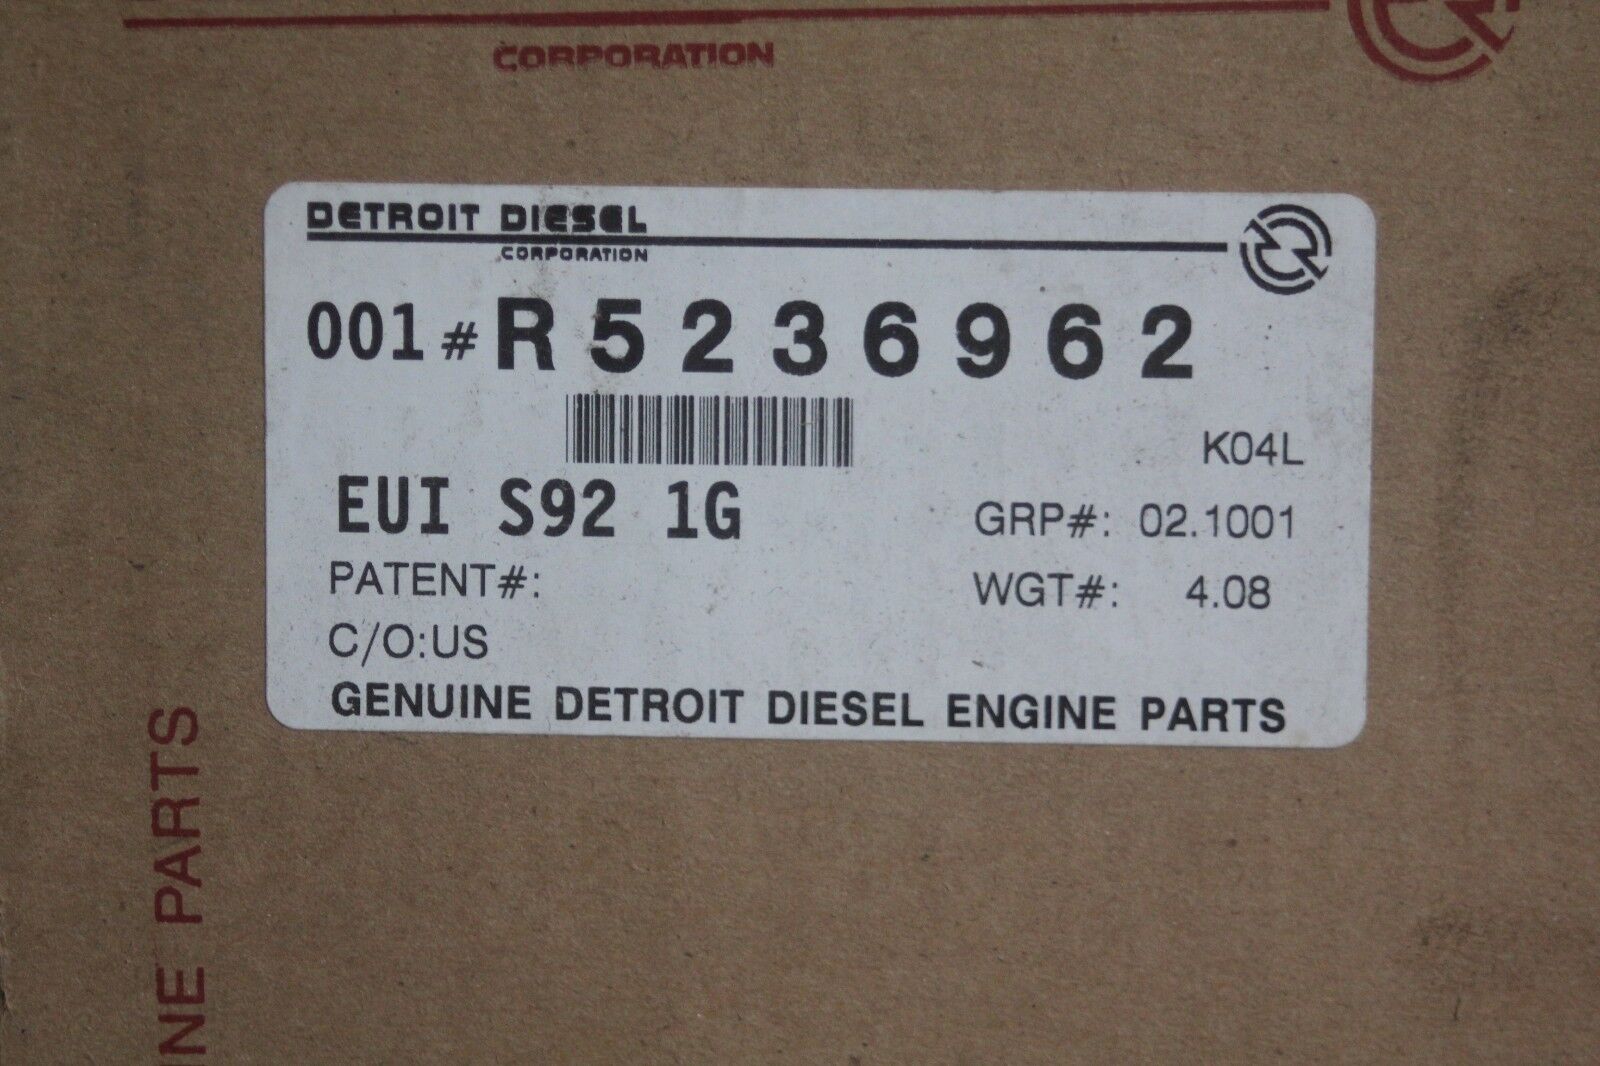 CORPORATION
DETROIT DIESEL
CORPORATION
001 # R5236962
K04L
EUI S92 1G
GRP#: 02.1001
PATENT#:
WGT#: 4.08
C/O:US
GENUINE DETROIT DIESEL ENGINE PARTS
NE PARTS